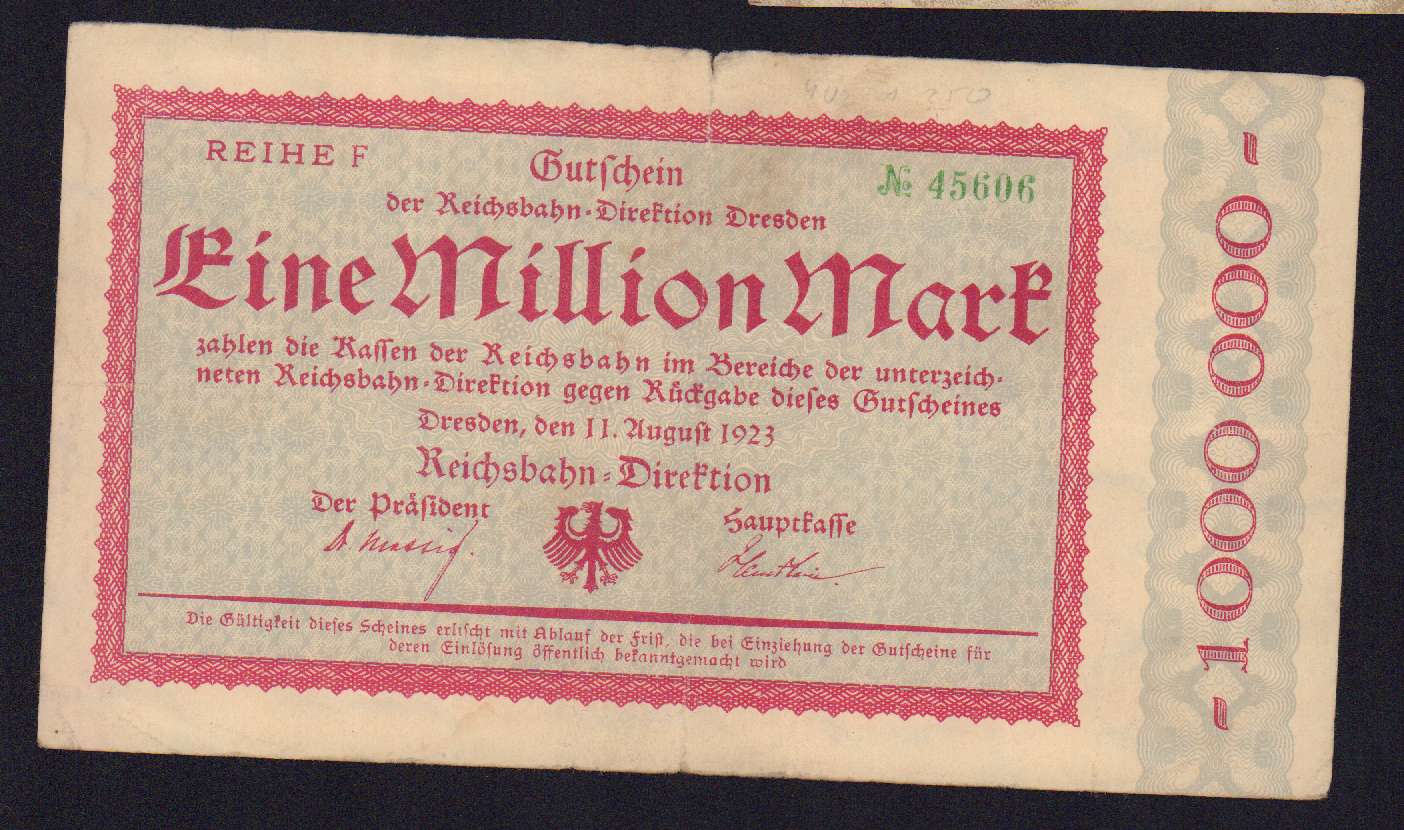 REIHE F
№ 45606
Gutschein
der Reichsbahn-Direktion Dresden
Eine Million Mark
zahlen die Kassen der Reichsbahn im Bereiche der unterzeich-
neten Reichsbahn-Direktion gegen Rückgabe dieses Gutscheines
Dresden, den 11. August 1923
Reichsbahn-Direktion
Der Präsident
Hauptkasse
Die Gültigkeit dieses Scheines erlischt mit Ablauf der Frist, die bei Einziehung der Gutscheine für
deren Einlösung öffentlich bekanntgemacht wird
- 1000 000 -